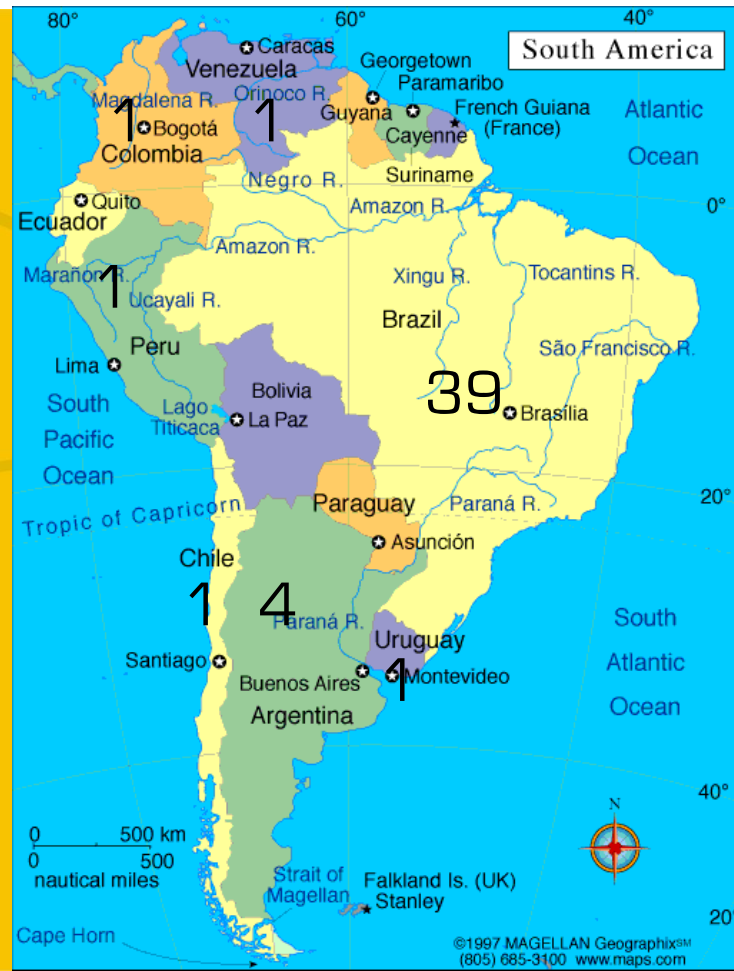 80°
60°
40°
South America
Caracas
Venezuela
Georgetown
Paramaribo
Magdalena R.
Orinoco R.
1
1
Guyana
French Guiana
(France)
Atlantic
Ocean
Bogotá
Cayenne
Colombia
Suriname
Negro R.
Quito
Amazon R.
0°
Ecuador
Amazon R.
Marañon R.
1
Ucayali R.
Xingu R.
Tocantins R.
Brazil
Peru
São Francisco R.
Lima
Bolivia
39
South
Pacific
Ocean
Lago
Titicaca
La Paz
Brasília
20°
Tropic of Capricorn
Paraguay
Paraná R.
Asunción
Chile
1
4
Paraná R.
South
Atlantic
Ocean
Uruguay
Santiago
1
Montevideo
Buenos Aires
Argentina
40°
N
0 500 km
0 500
nautical miles
Strait of
Magellan
Falkland Is. (UK)
Stanley
20°
Cape Horn
©1997 MAGELLAN Geographix℠
(805) 685-3100 www.maps.com